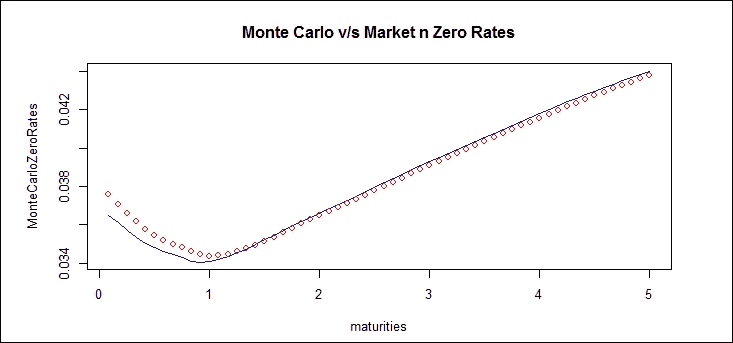 Monte Carlo v/s Market n Zero Rates
MonteCarloZeroRates
0.042
0.038
0.034
0 1 2 3 4 5
maturities